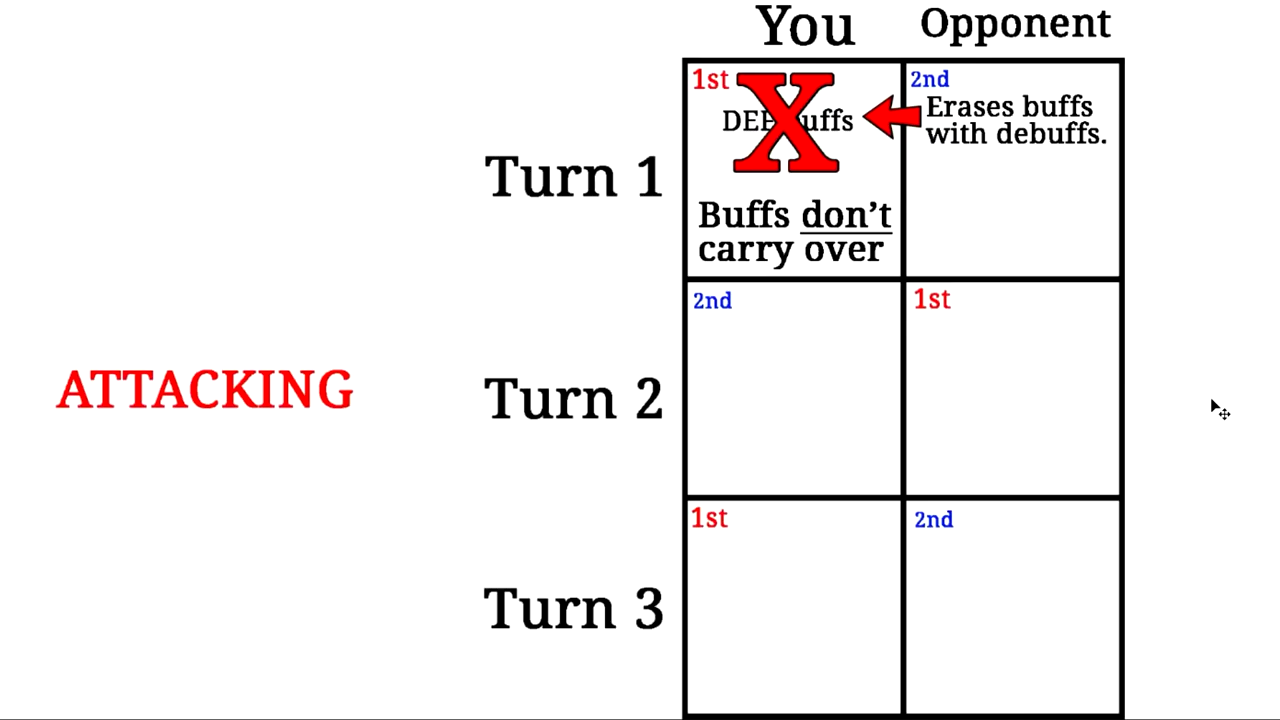 You
Opponent
1st
2nd
X
uffs
Erases buffs
with debuffs.
Turn 1
Buffs don't
carry over
2nd
1st
ATTACKING
Turn 2
1st
2nd
Turn 3